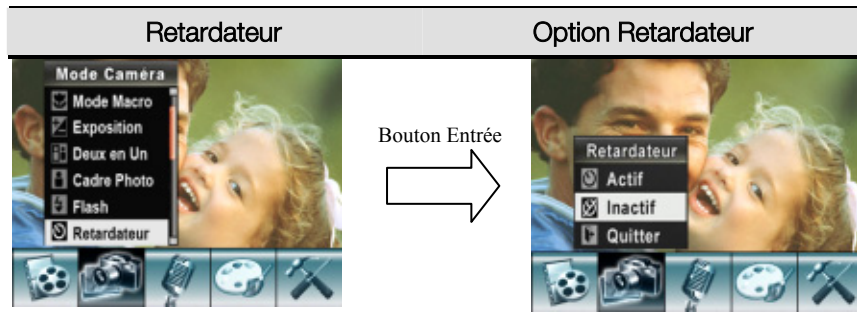 Retardateur
Option Retardateur
Mode Caméra
Mode Macro
Exposition
Deux en Un
Cadre Photo
Flash
Retardateur
Bouton Entrée
Retardateur
Actif
Inactif
Quitter